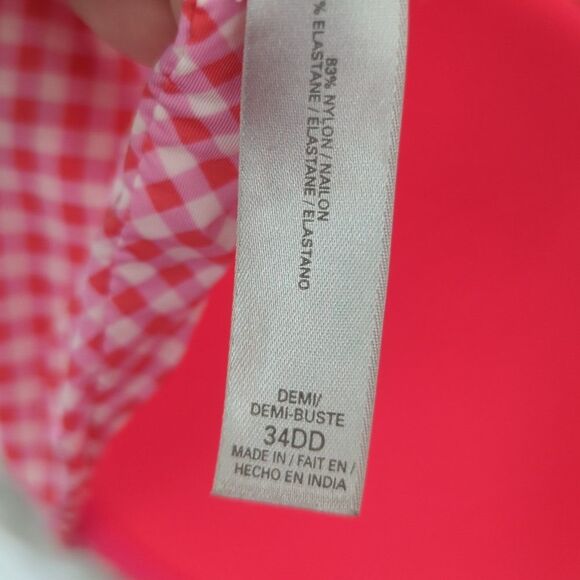 83% NYLON / NAILON
% ELASTANE / ÉLASTANE / ELASTANO
DEMI/
DEMI-BUSTE
34DD
MADE IN / FAIT EN /
HECHO EN INDIA